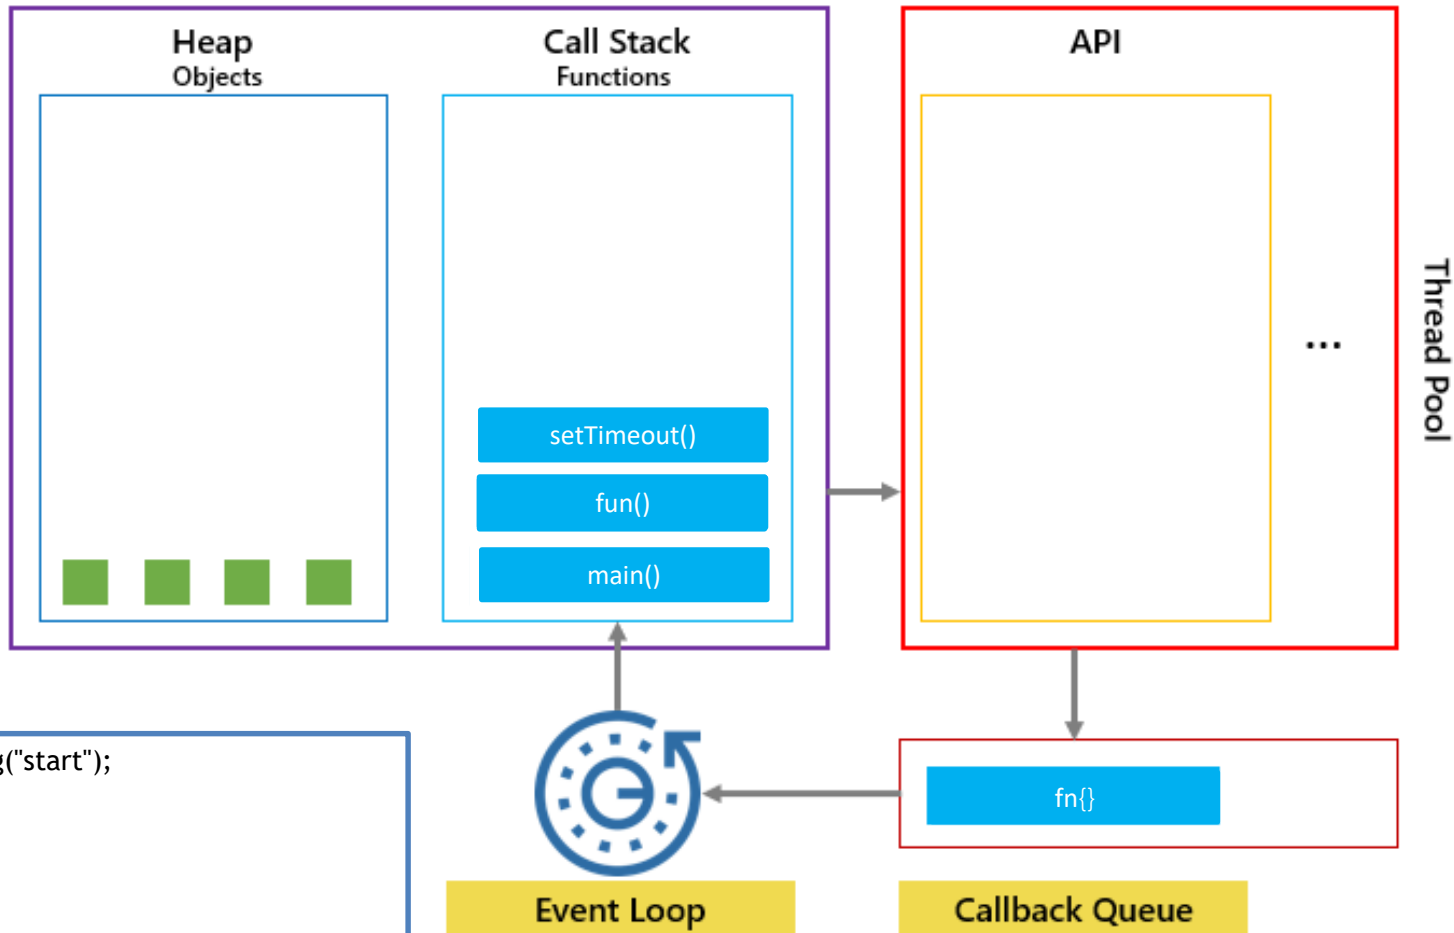 Heap
Objects
Call Stack
Functions
setTimeout()
fun()
main()
API
...
Thread Pool
g("start");
fn{}
Event Loop
Callback Queue